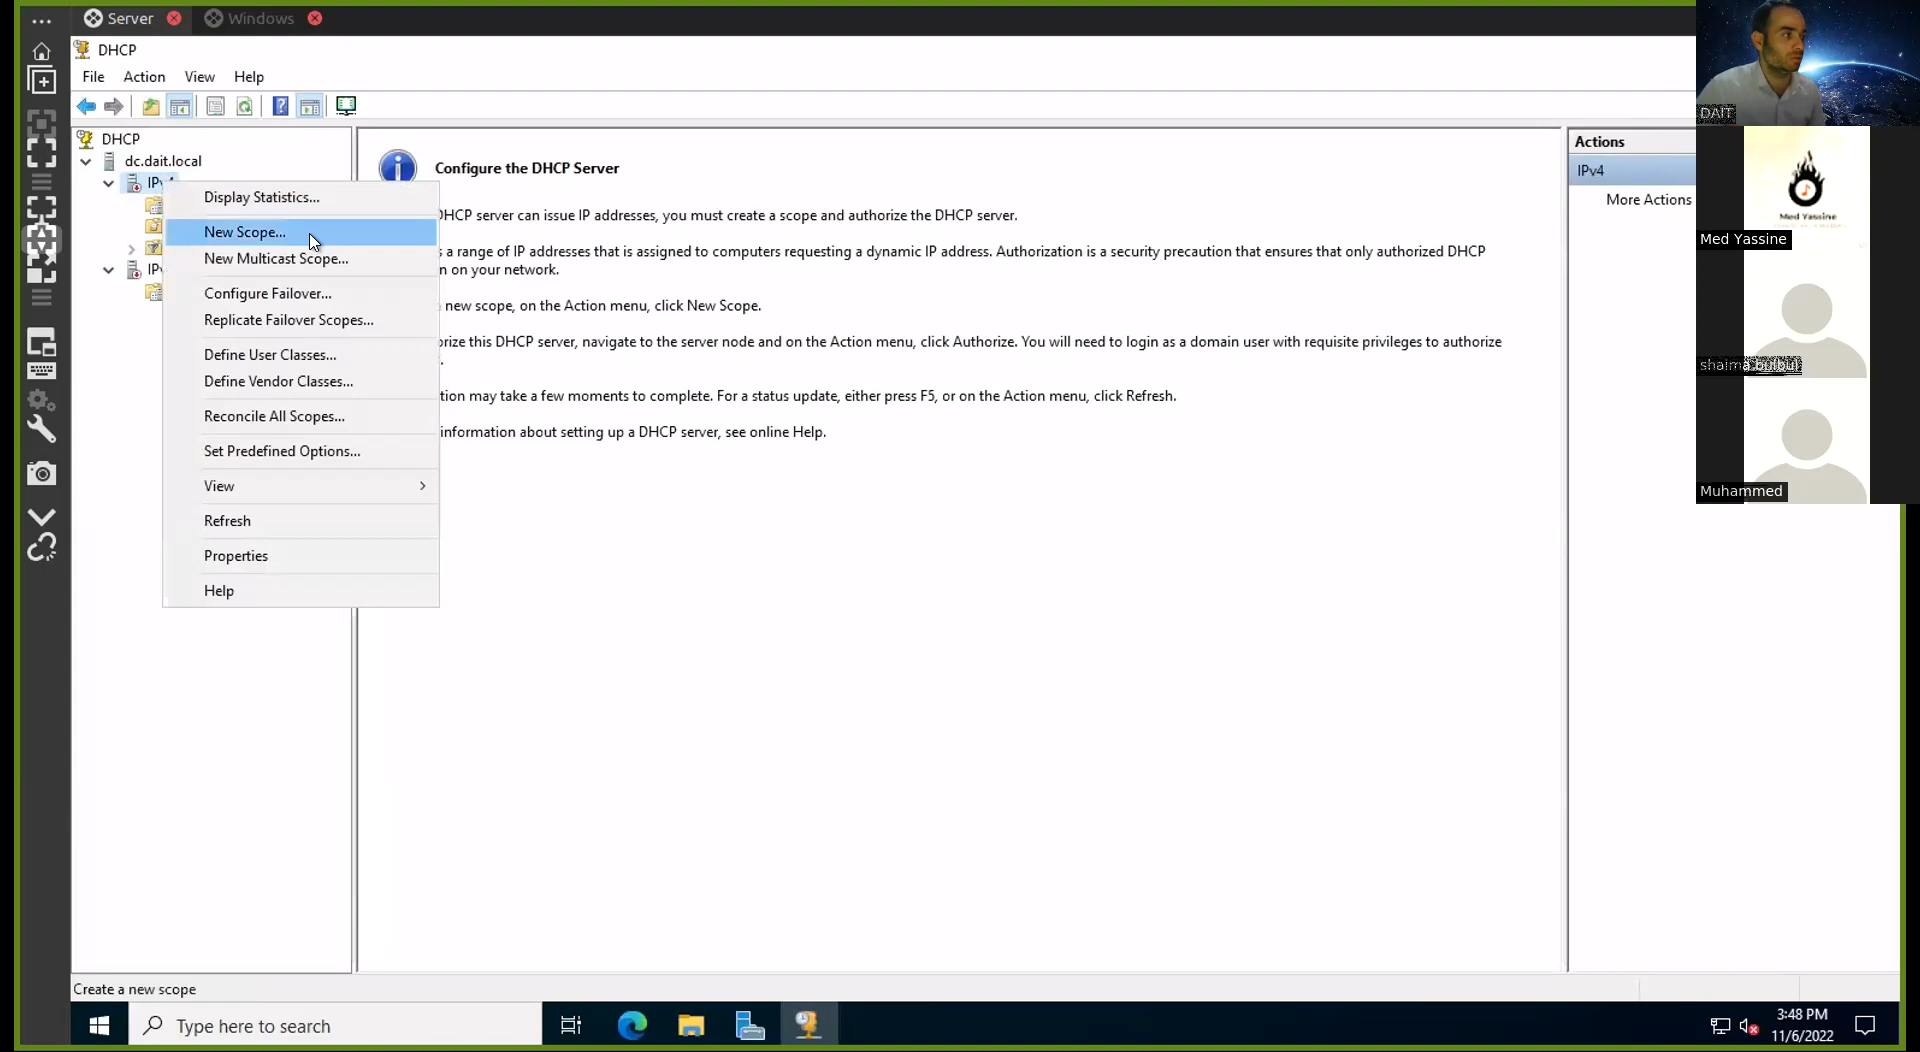 Server
Windows
DHCP
File Action View Help
DHCP
dc.dait.local
Display Statistics...
New Scope...
New Multicast Scope...
Configure Failover...
Replicate Failover Scopes...
Define User Classes...
Define Vendor Classes...
Reconcile All Scopes...
Set Predefined Options...
View
Refresh
Properties
Help
Configure the DHCP Server
DHCP server can issue IP addresses, you must create a scope and authorize the DHCP server.
a range of IP addresses that is assigned to computers requesting a dynamic IP address. Authorization is a security precaution that ensures that only authorized DHCP
on your network.
new scope, on the Action menu, click New Scope.
this DHCP server, navigate to the server node and on the Action menu, click Authorize. You will need to login as a domain user with requisite privileges to authorize
may take a few moments to complete. For a status update, either press F5, or on the Action menu, click Refresh.
information about setting up a DHCP server, see online Help.
Actions
IPv4
More Actions
DAIT
Med Yassine
Med Yassine
shaima
Muhammed
Create a new scope
Type here to search
3:48 PM
11/6/2022